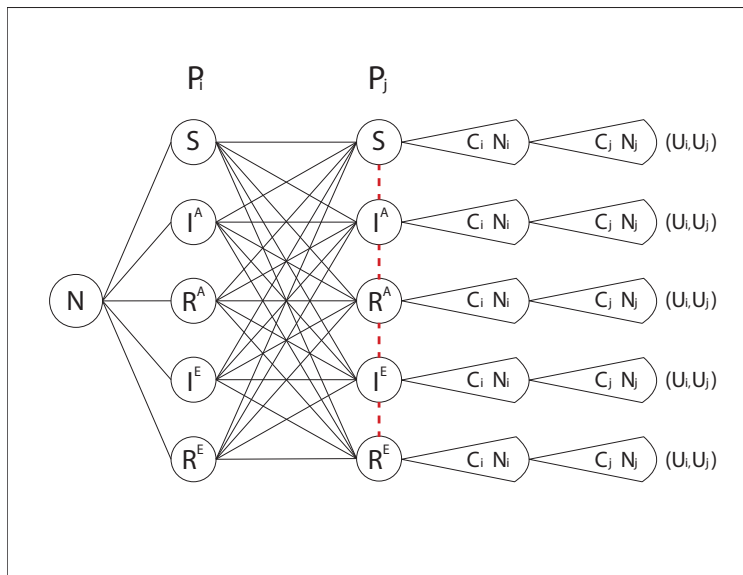 Pi Pj
S S Ci Ni Cj Nj (Ui,Uj)
I^A I^A Ci Ni Cj Nj (Ui,Uj)
N R^A R^A Ci Ni Cj Nj (Ui,Uj)
I^E I^E Ci Ni Cj Nj (Ui,Uj)
R^E R^E Ci Ni Cj Nj (Ui,Uj)